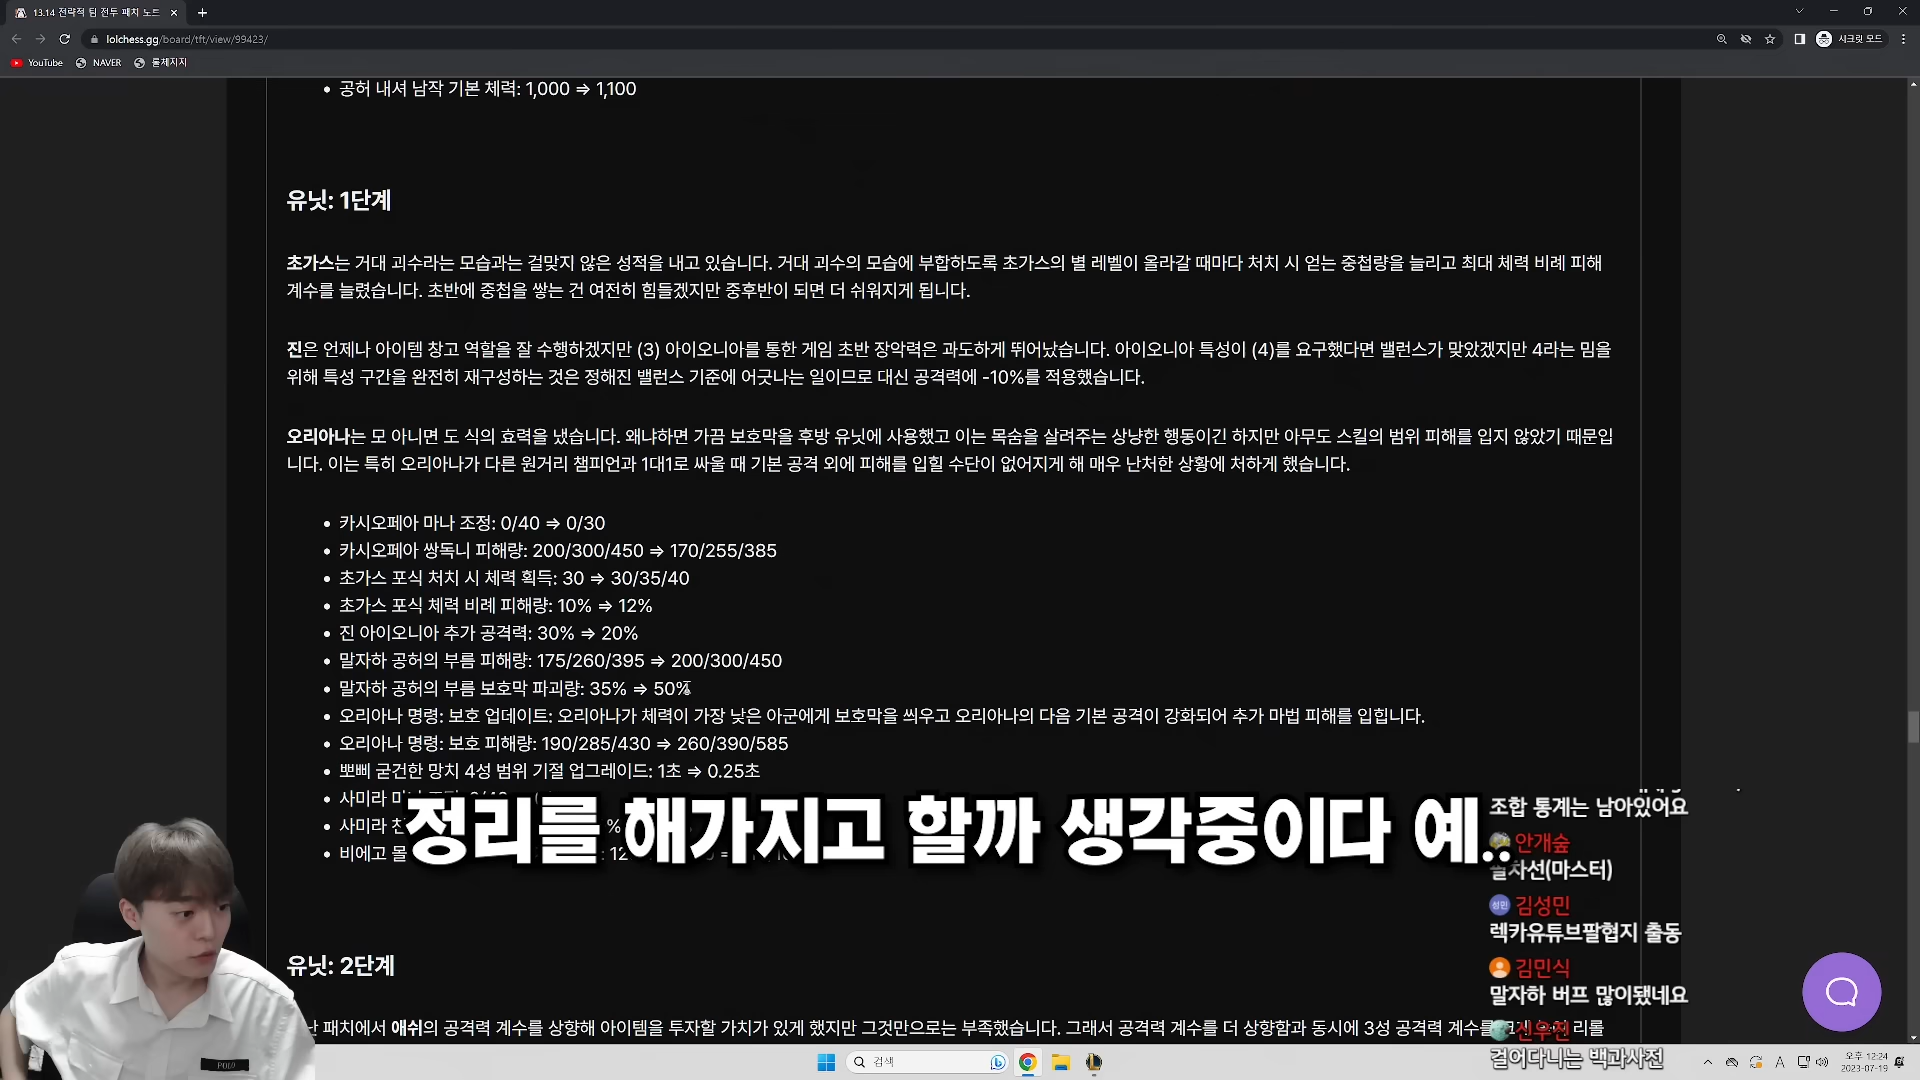 13.14 전략적 팀 전투 패치 노트
lolchess.gg/board/tft/view/99423/
시크릿 모드
YouTube
NAVER
롤체지지
• 공허 내셔 남작 기본 체력: 1,000 ⇒ 1,100
유닛: 1단계
초가스는 거대 괴수라는 모습과는 걸맞지 않은 성적을 내고 있습니다. 거대 괴수의 모습에 부합하도록 초가스의 별 레벨이 올라갈 때마다 처치 시 얻는 중첩량을 늘리고 최대 체력 비례 피해
계수를 늘렸습니다. 초반에 중첩을 쌓는 건 여전히 힘들겠지만 중후반이 되면 더 쉬워지게 됩니다.
진은 언제나 아이템 창고 역할을 잘 수행하겠지만 (3) 아이오니아를 통한 게임 초반 장악력은 과도하게 뛰어났습니다. 아이오니아 특성이 (4)를 요구했다면 밸런스가 맞았겠지만 4라는 밈을
위해 특성 구간을 완전히 재구성하는 것은 정해진 밸런스 기준에 어긋나는 일이므로 대신 공격력에 -10%를 적용했습니다.
오리아나는 모 아니면 도 식의 효력을 냈습니다. 왜냐하면 가끔 보호막을 후방 유닛에 사용했고 이는 목숨을 살려주는 상냥한 행동이긴 하지만 아무도 스킬의 범위 피해를 입지 않았기 때문입
니다. 이는 특히 오리아나가 다른 원거리 챔피언과 1대1로 싸울 때 기본 공격 외에 피해를 입힐 수단이 없어지게 해 매우 난처한 상황에 처하게 했습니다.
• 카시오페아 마나 조정: 0/40 ⇒ 0/30
• 카시오페아 쌍독니 피해량: 200/300/450 ⇒ 170/255/385
• 초가스 포식 처치 시 체력 획득: 30 ⇒ 30/35/40
• 초가스 포식 체력 비례 피해량: 10% ⇒ 12%
• 진 아이오니아 추가 공격력: 30% ⇒ 20%
• 말자하 공허의 부름 피해량: 175/260/395 ⇒ 200/300/450
• 말자하 공허의 부름 보호막 파괴량: 35% ⇒ 50%
• 오리아나 명령: 보호 업데이트: 오리아나가 체력이 가장 낮은 아군에게 보호막을 씌우고 오리아나의 다음 기본 공격이 강화되어 추가 마법 피해를 입힙니다.
• 오리아나 명령: 보호 피해량: 190/285/430 ⇒ 260/390/585
• 뽀삐 굳건한 망치 4성 범위 기절 업그레이드: 1초 ⇒ 0.25초
• 사미라
• 사미라
• 비에고
정리를 해가지고 할까 생각중이다 예..
조합 통계는 남아있어요
안개숲
(마스터)
성민 김성민
렉카유튜브팔협지 출동
김민식
말자하 버프 많이됐네요
신우진
걸어다니는 백과사전
유닛: 2단계
패치에서 애쉬의 공격력 계수를 상향해 아이템을 투자할 가치가 있게 했지만 그것만으로는 부족했습니다. 그래서 공격력 계수를 더 상향함과 동시에 3성 공격력 계수를 리롤
POLO
검색
A
오후 12:24
2023-07-19